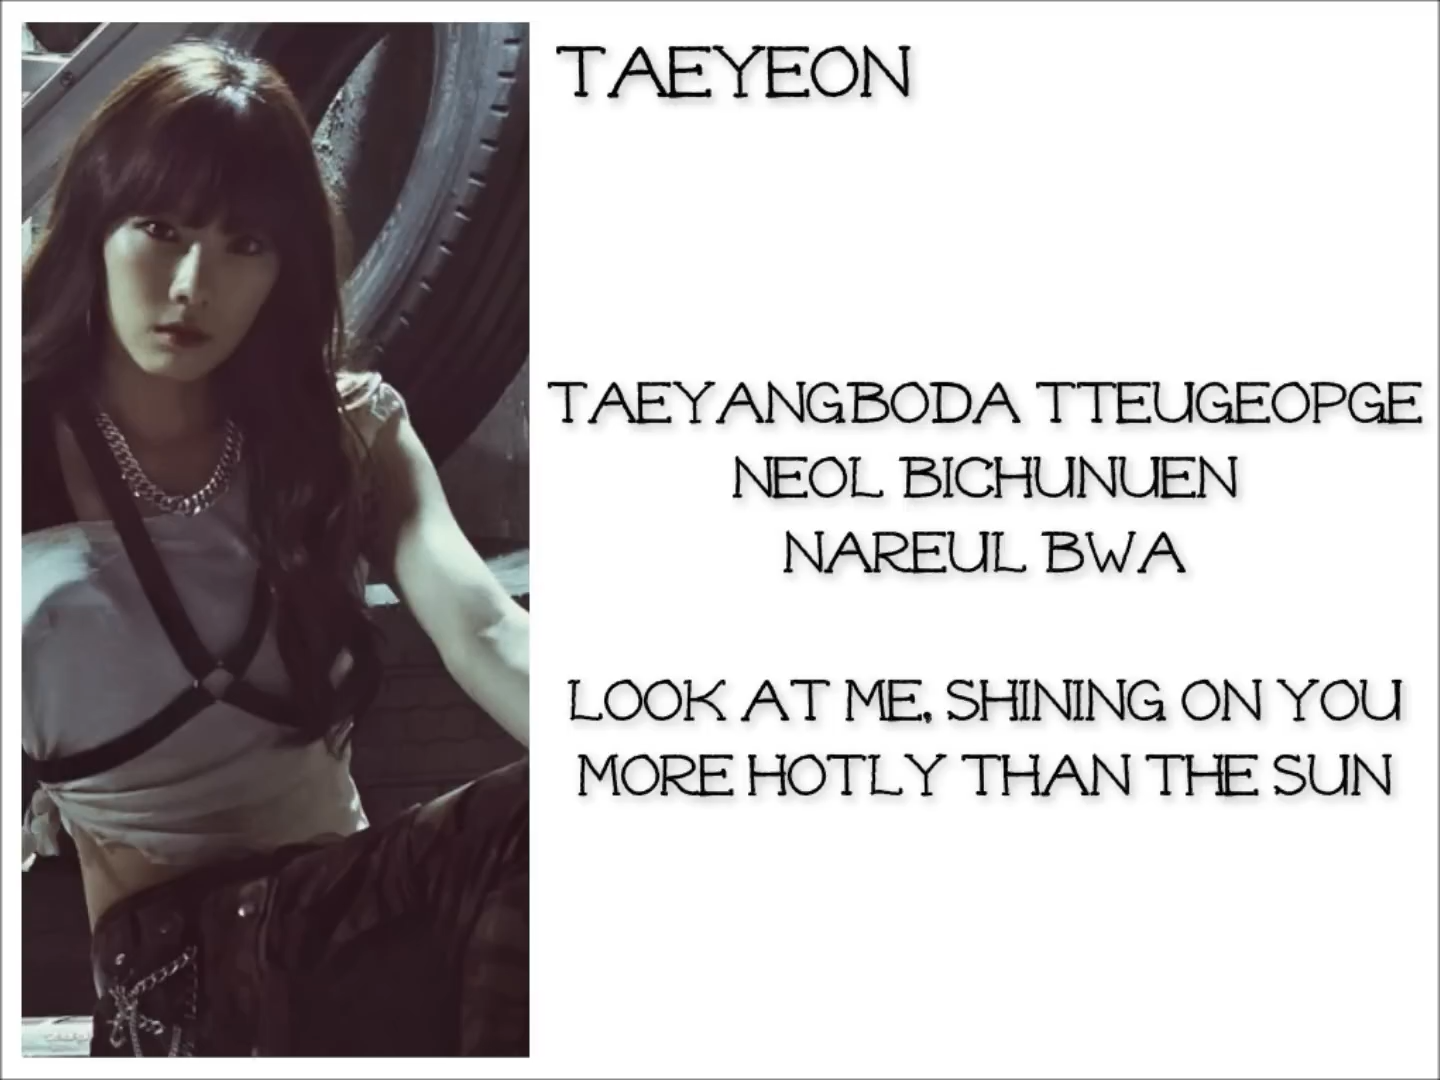 TAEYEON
TAEYANGBODA TTEUGEOPGE
NEOL BICHUNUEN
NAREUL BWA
LOOK AT ME, SHINING ON YOU
MORE HOTLY THAN THE SUN